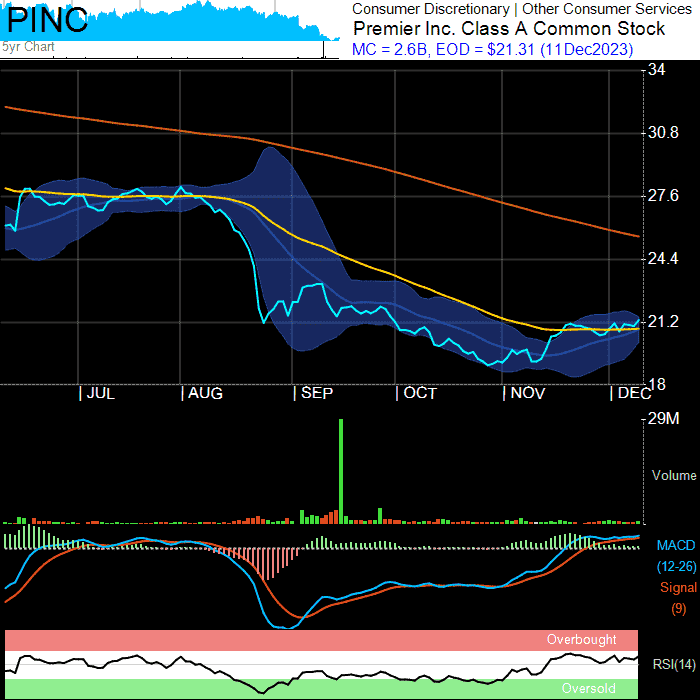 PINC
5yr Chart
Consumer Discretionary | Other Consumer Services
Premier Inc. Class A Common Stock
MC = 2.6B, EOD = $21.31 (11Dec2023)
34
30.8
27.6
24.4
21.2
18
JUL
AUG
SEP
OCT
NOV
DEC
29M
Volume
MACD
(12-26)
Signal
(9)
Overbought
RSI(14)
Oversold